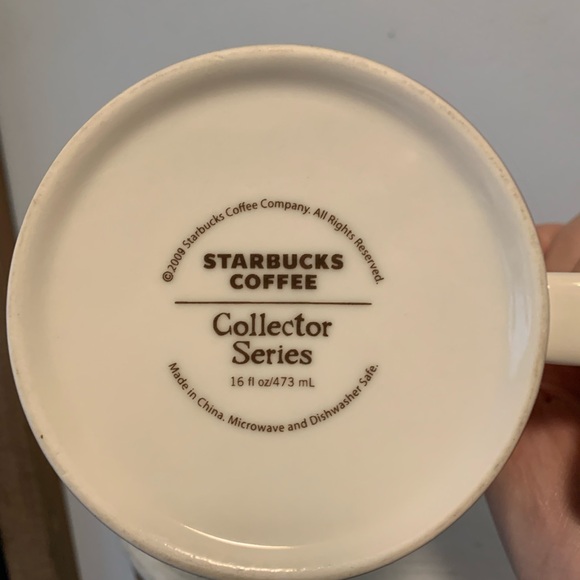 ©2009 Starbucks Coffee Company. All Rights Reserved.
STARBUCKS
COFFEE
Collector
Series
16 fl oz/473 mL
Made in China. Microwave and Dishwasher Safe.